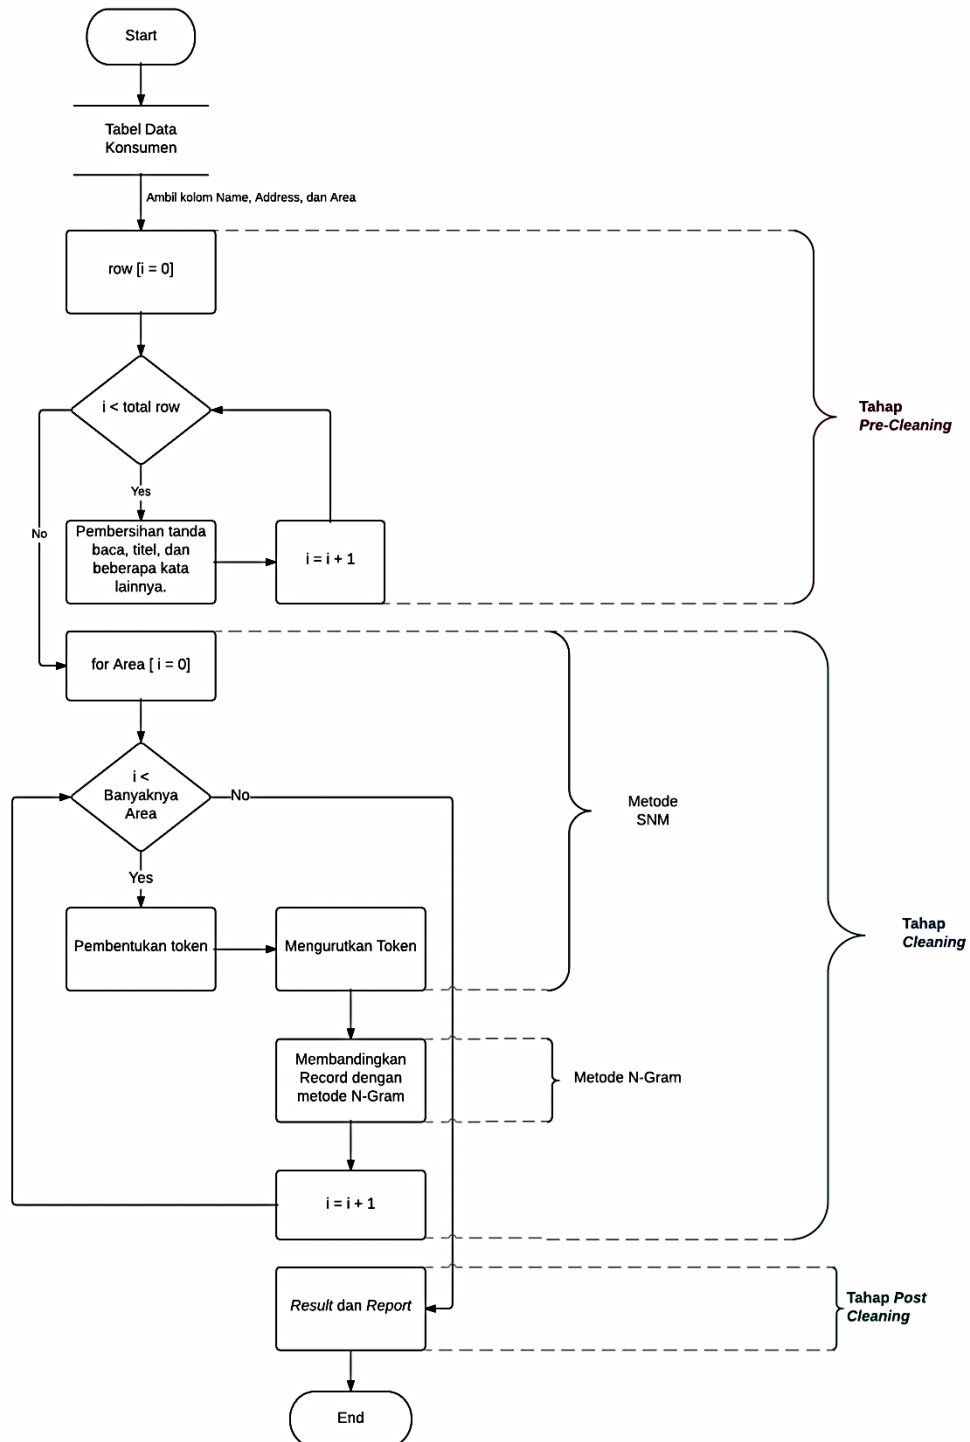 Start
Tabel Data
Konsumen
Ambil kolom Name, Address, dan Area
row [i = 0]
i < total row
Yes
No
Pembersihan tanda
baca, titel, dan
beberapa kata
lainnya.
i = i + 1
Tahap
Pre-Cleaning
for Area [ i = 0]
i <
Banyaknya
Area
No
Yes
Pembentukan token
Mengurutkan Token
Metode
SNM
Membandingkan
Record dengan
metode N-Gram
Metode N-Gram
i = i + 1
Tahap
Cleaning
Result dan Report
Tahap Post
Cleaning
End